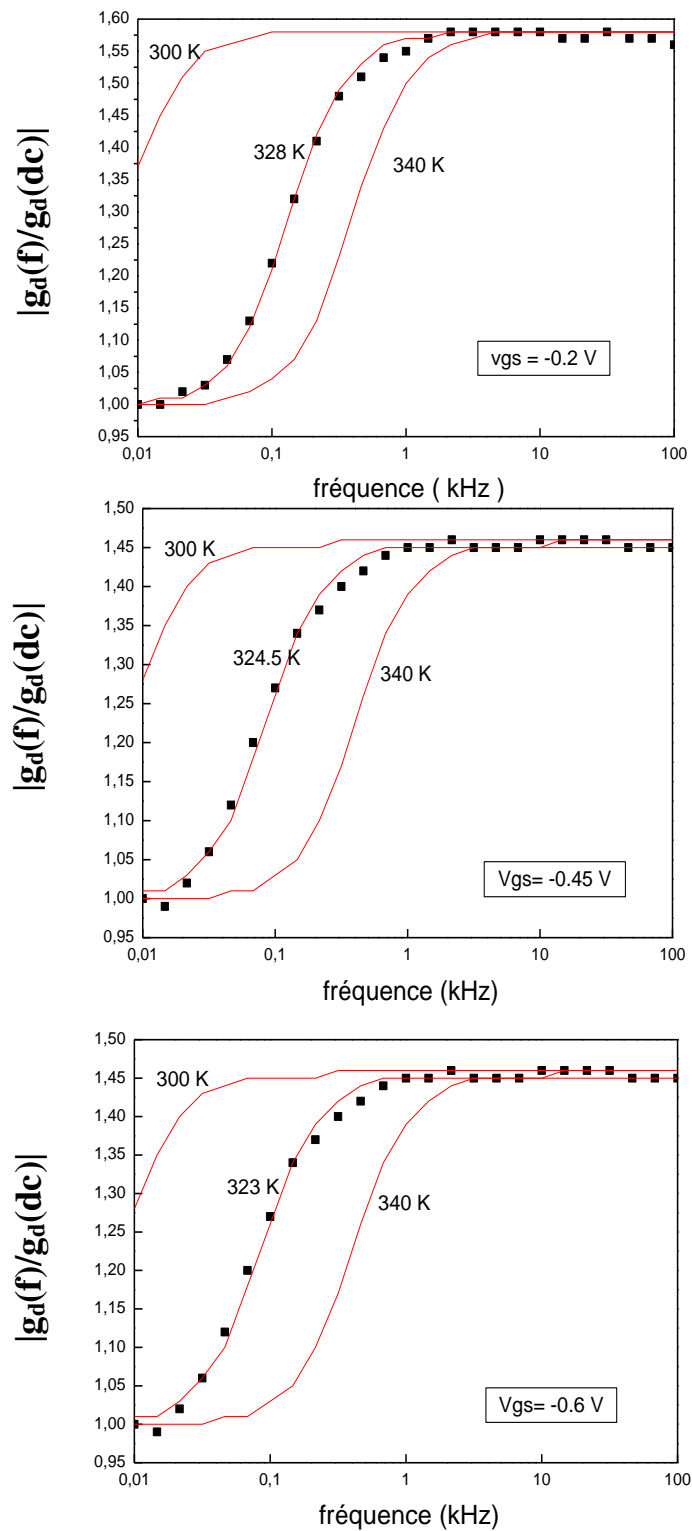 1,60
1,55
1,50
1,45
1,40
1,35
1,30
1,25
1,20
1,15
1,10
1,05
1,00
0,95
|g_d(f)/g_d(dc)|
300 K
328 K
340 K
vgs = -0.2 V
0,01 0,1 1 10 100
fréquence ( kHz )
1,50
1,45
1,40
1,35
1,30
1,25
1,20
1,15
1,10
1,05
1,00
0,95
|g_d(f)/g_d(dc)|
300 K
324.5 K
340 K
Vgs= -0.45 V
0,01 0,1 1 10 100
fréquence (kHz)
1,50
1,45
1,40
1,35
1,30
1,25
1,20
1,15
1,10
1,05
1,00
0,95
|g_d(f)/g_d(dc)|
300 K
323 K
340 K
Vgs= -0.6 V
0,01 0,1 1 10 100
fréquence (kHz)